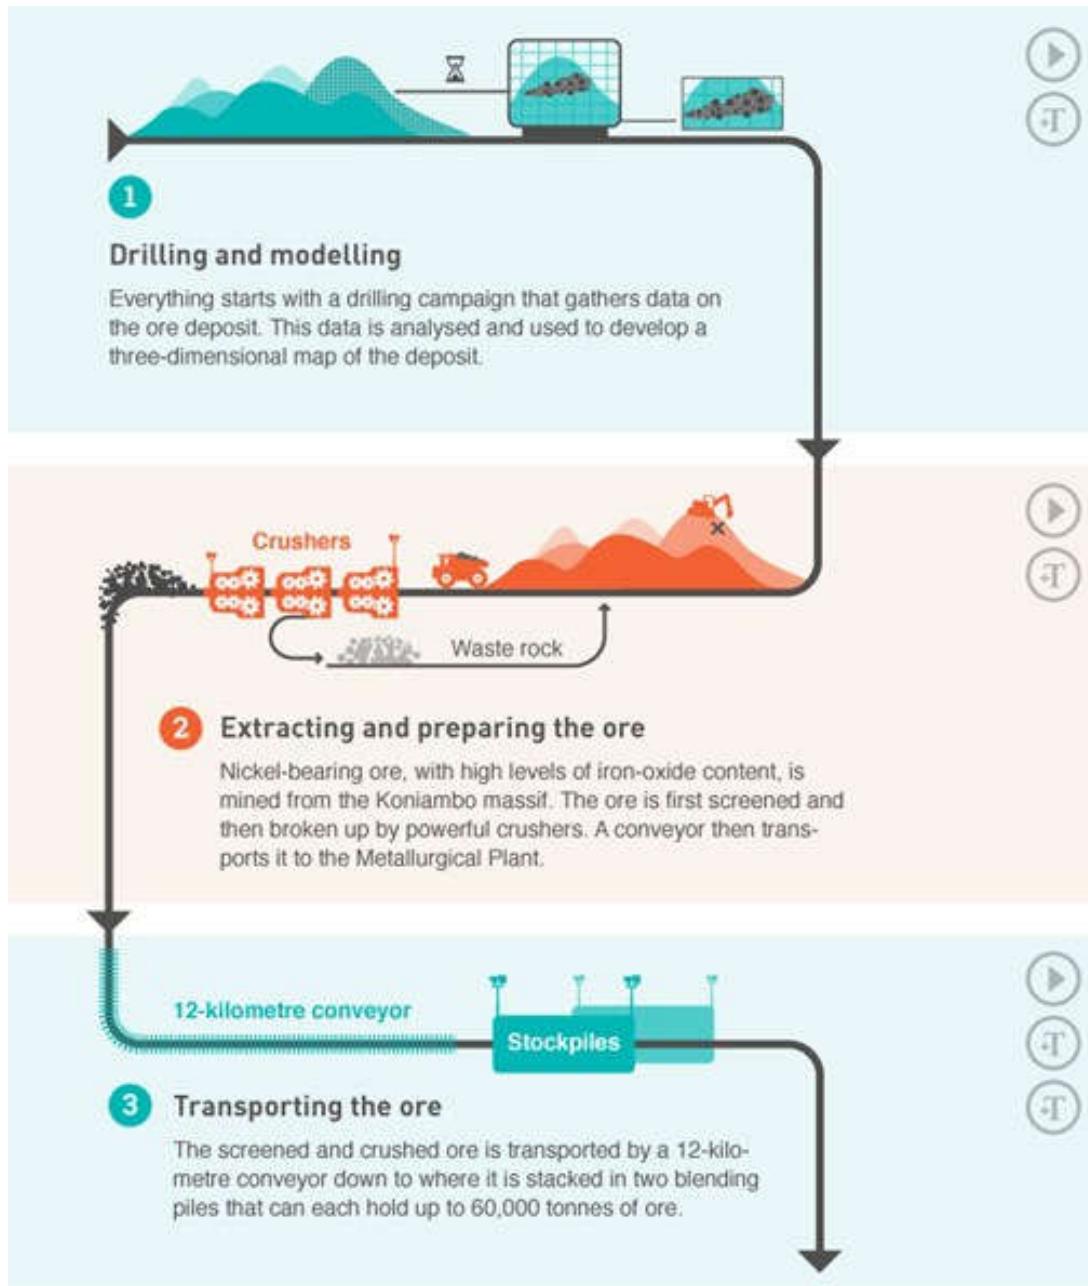 1
Drilling and modelling
Everything starts with a drilling campaign that gathers data on
the ore deposit. This data is analysed and used to develop a
three-dimensional map of the deposit.
Crushers
Waste rock
2 Extracting and preparing the ore
Nickel-bearing ore, with high levels of iron-oxide content, is
mined from the Koniambo massif. The ore is first screened and
then broken up by powerful crushers. A conveyor then trans-
ports it to the Metallurgical Plant.
12-kilometre conveyor
Stockpiles
3 Transporting the ore
The screened and crushed ore is transported by a 12-kilo-
metre conveyor down to where it is stacked in two blending
piles that can each hold up to 60,000 tonnes of ore.
+T
+T
+T
+T